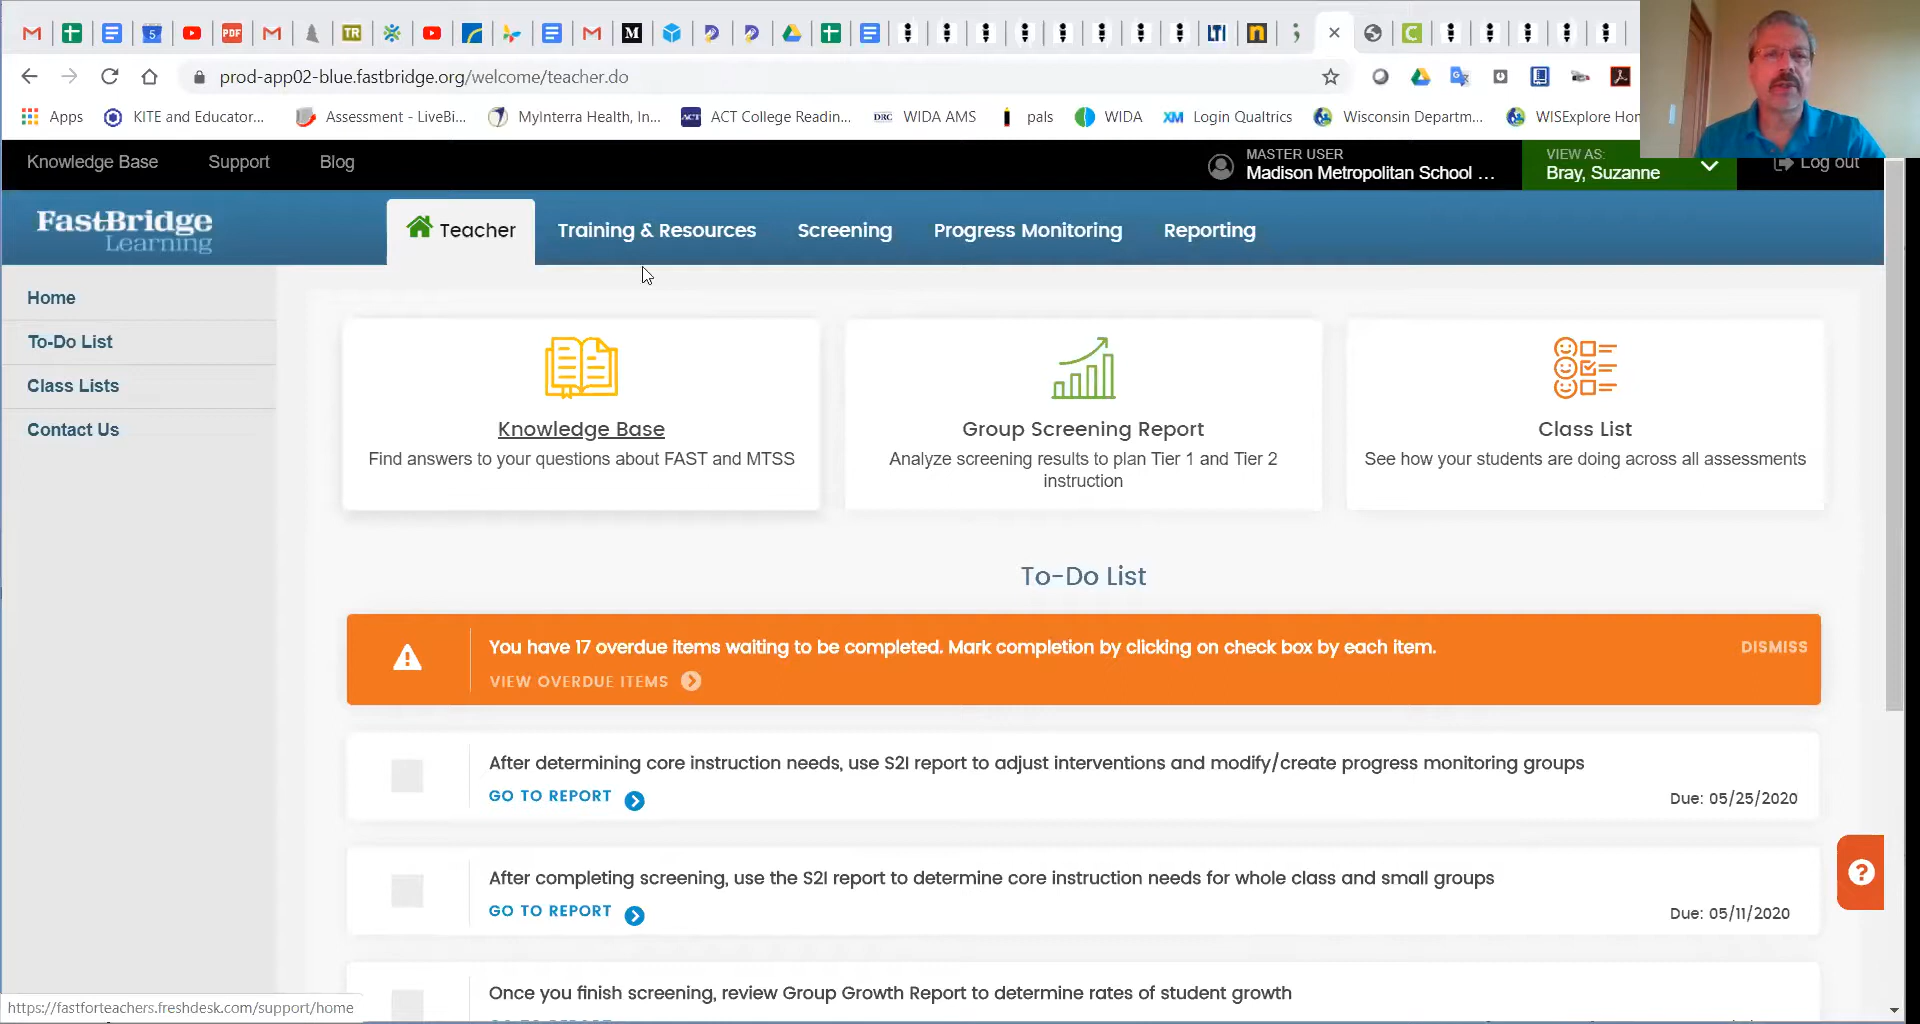 prod-app02-blue.fastbridge.org/welcome/teacher.do
Apps KITE and Educator... Assessment - LiveBi... MyInterra Health, In... ACT College Readin... WIDA AMS pals WIDA Login Qualtrics Wisconsin Departm... WISExplore Hon
Knowledge Base Support Blog
MASTER USER
Madison Metropolitan School ...
VIEW AS:
Bray, Suzanne
Log out
FastBridge
Learning
Teacher Training & Resources Screening Progress Monitoring Reporting
Home
To-Do List
Class Lists
Contact Us
Knowledge Base
Find answers to your questions about FAST and MTSS
Group Screening Report
Analyze screening results to plan Tier 1 and Tier 2
instruction
Class List
See how your students are doing across all assessments
To-Do List
You have 17 overdue items waiting to be completed. Mark completion by clicking on check box by each item.
DISMISS
VIEW OVERDUE ITEMS
After determining core instruction needs, use S2I report to adjust interventions and modify/create progress monitoring groups
GO TO REPORT
Due: 05/25/2020
After completing screening, use the S2I report to determine core instruction needs for whole class and small groups
GO TO REPORT
Due: 05/11/2020
Once you finish screening, review Group Growth Report to determine rates of student growth
https://fastforteachers.freshdesk.com/support/home